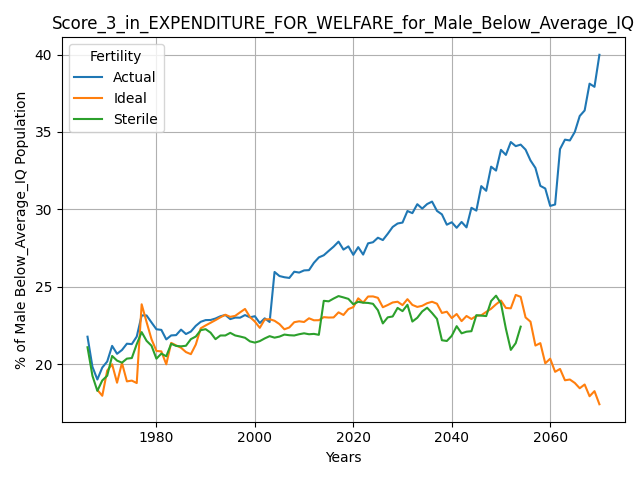 Score_3_in_EXPENDITURE_FOR_WELFARE_for_Male_Below_Average_IQ
Fertility
Actual
Ideal
Sterile
% of Male Below_Average_IQ Population
40
35
30
25
20
1980 2000 2020 2040 2060
Years